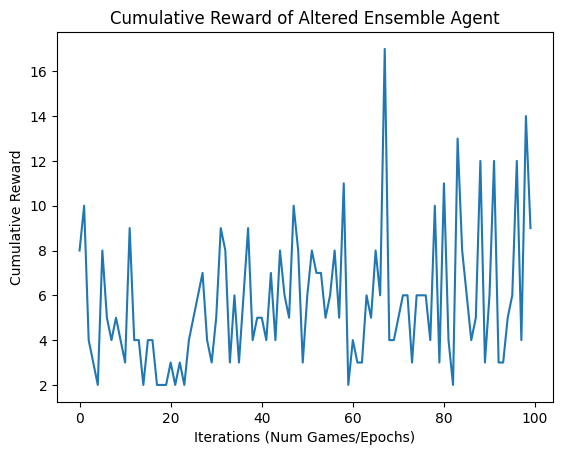 Cumulative Reward of Altered Ensemble Agent
16
14
12
10
8
6
4
2
Cumulative Reward
0 20 40 60 80 100
Iterations (Num Games/Epochs)